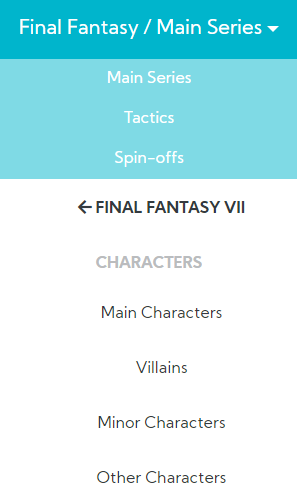 Final Fantasy / Main Series
Main Series
Tactics
Spin-offs
← FINAL FANTASY VII
CHARACTERS
Main Characters
Villains
Minor Characters
Other Characters